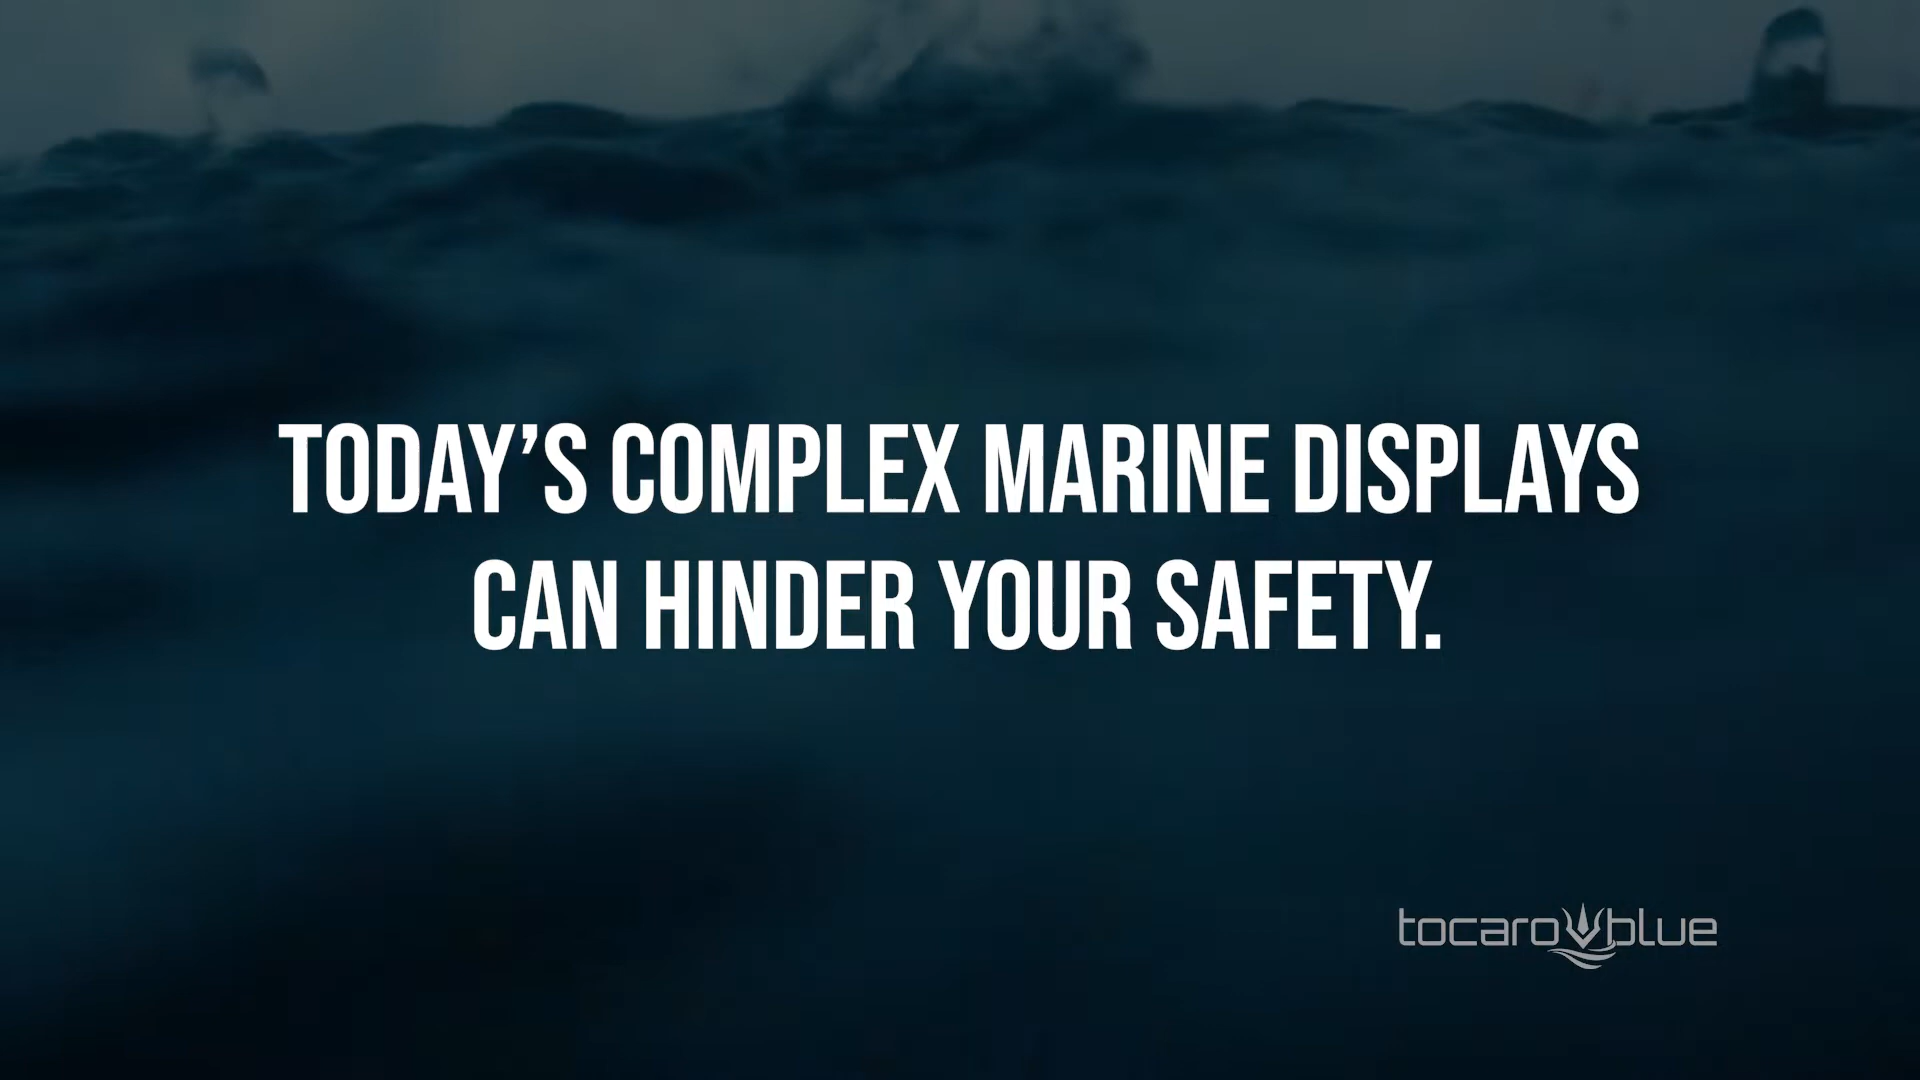 TODAY’S COMPLEX MARINE DISPLAYS
CAN HINDER YOUR SAFETY.
tocaro blue